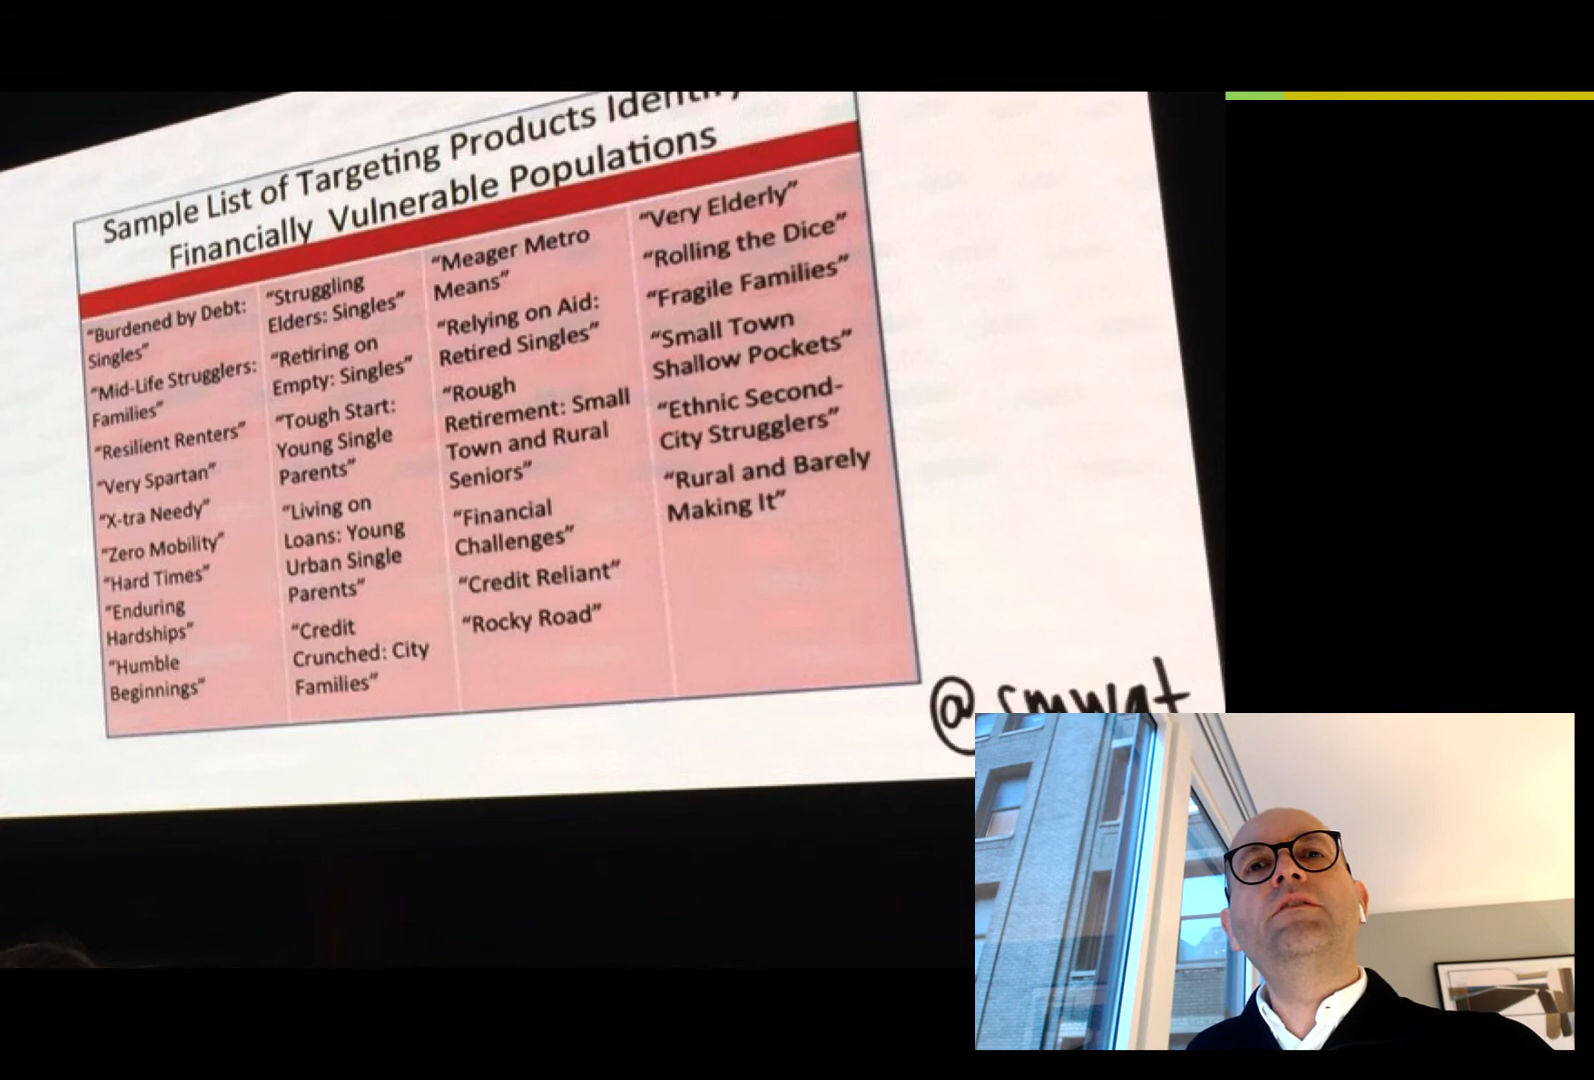 Sample List of Targeting Products Identify
Financially Vulnerable Populations
“Burdened by Debt:
Singles”
“Mid-Life Strugglers:
Families”
“Resilient Renters”
“Very Spartan”
“X-tra Needy”
“Zero Mobility”
“Hard Times”
“Enduring
Hardships”
“Humble
Beginnings”
“Struggling
Elders: Singles”
“Retiring on
Empty: Singles”
“Tough Start:
Young Single
Parents”
“Living on
Loans: Young
Urban Single
Parents”
“Credit
Crunched: City
Families”
“Meager Metro
Means”
“Relying on Aid:
Retired Singles”
“Rough
Retirement: Small
Town and Rural
Seniors”
“Financial
Challenges”
“Credit Reliant”
“Rocky Road”
“Very Elderly”
“Rolling the Dice”
“Fragile Families”
“Small Town
Shallow Pockets”
“Ethnic Second-
City Strugglers”
“Rural and Barely
Making It”
@smwat